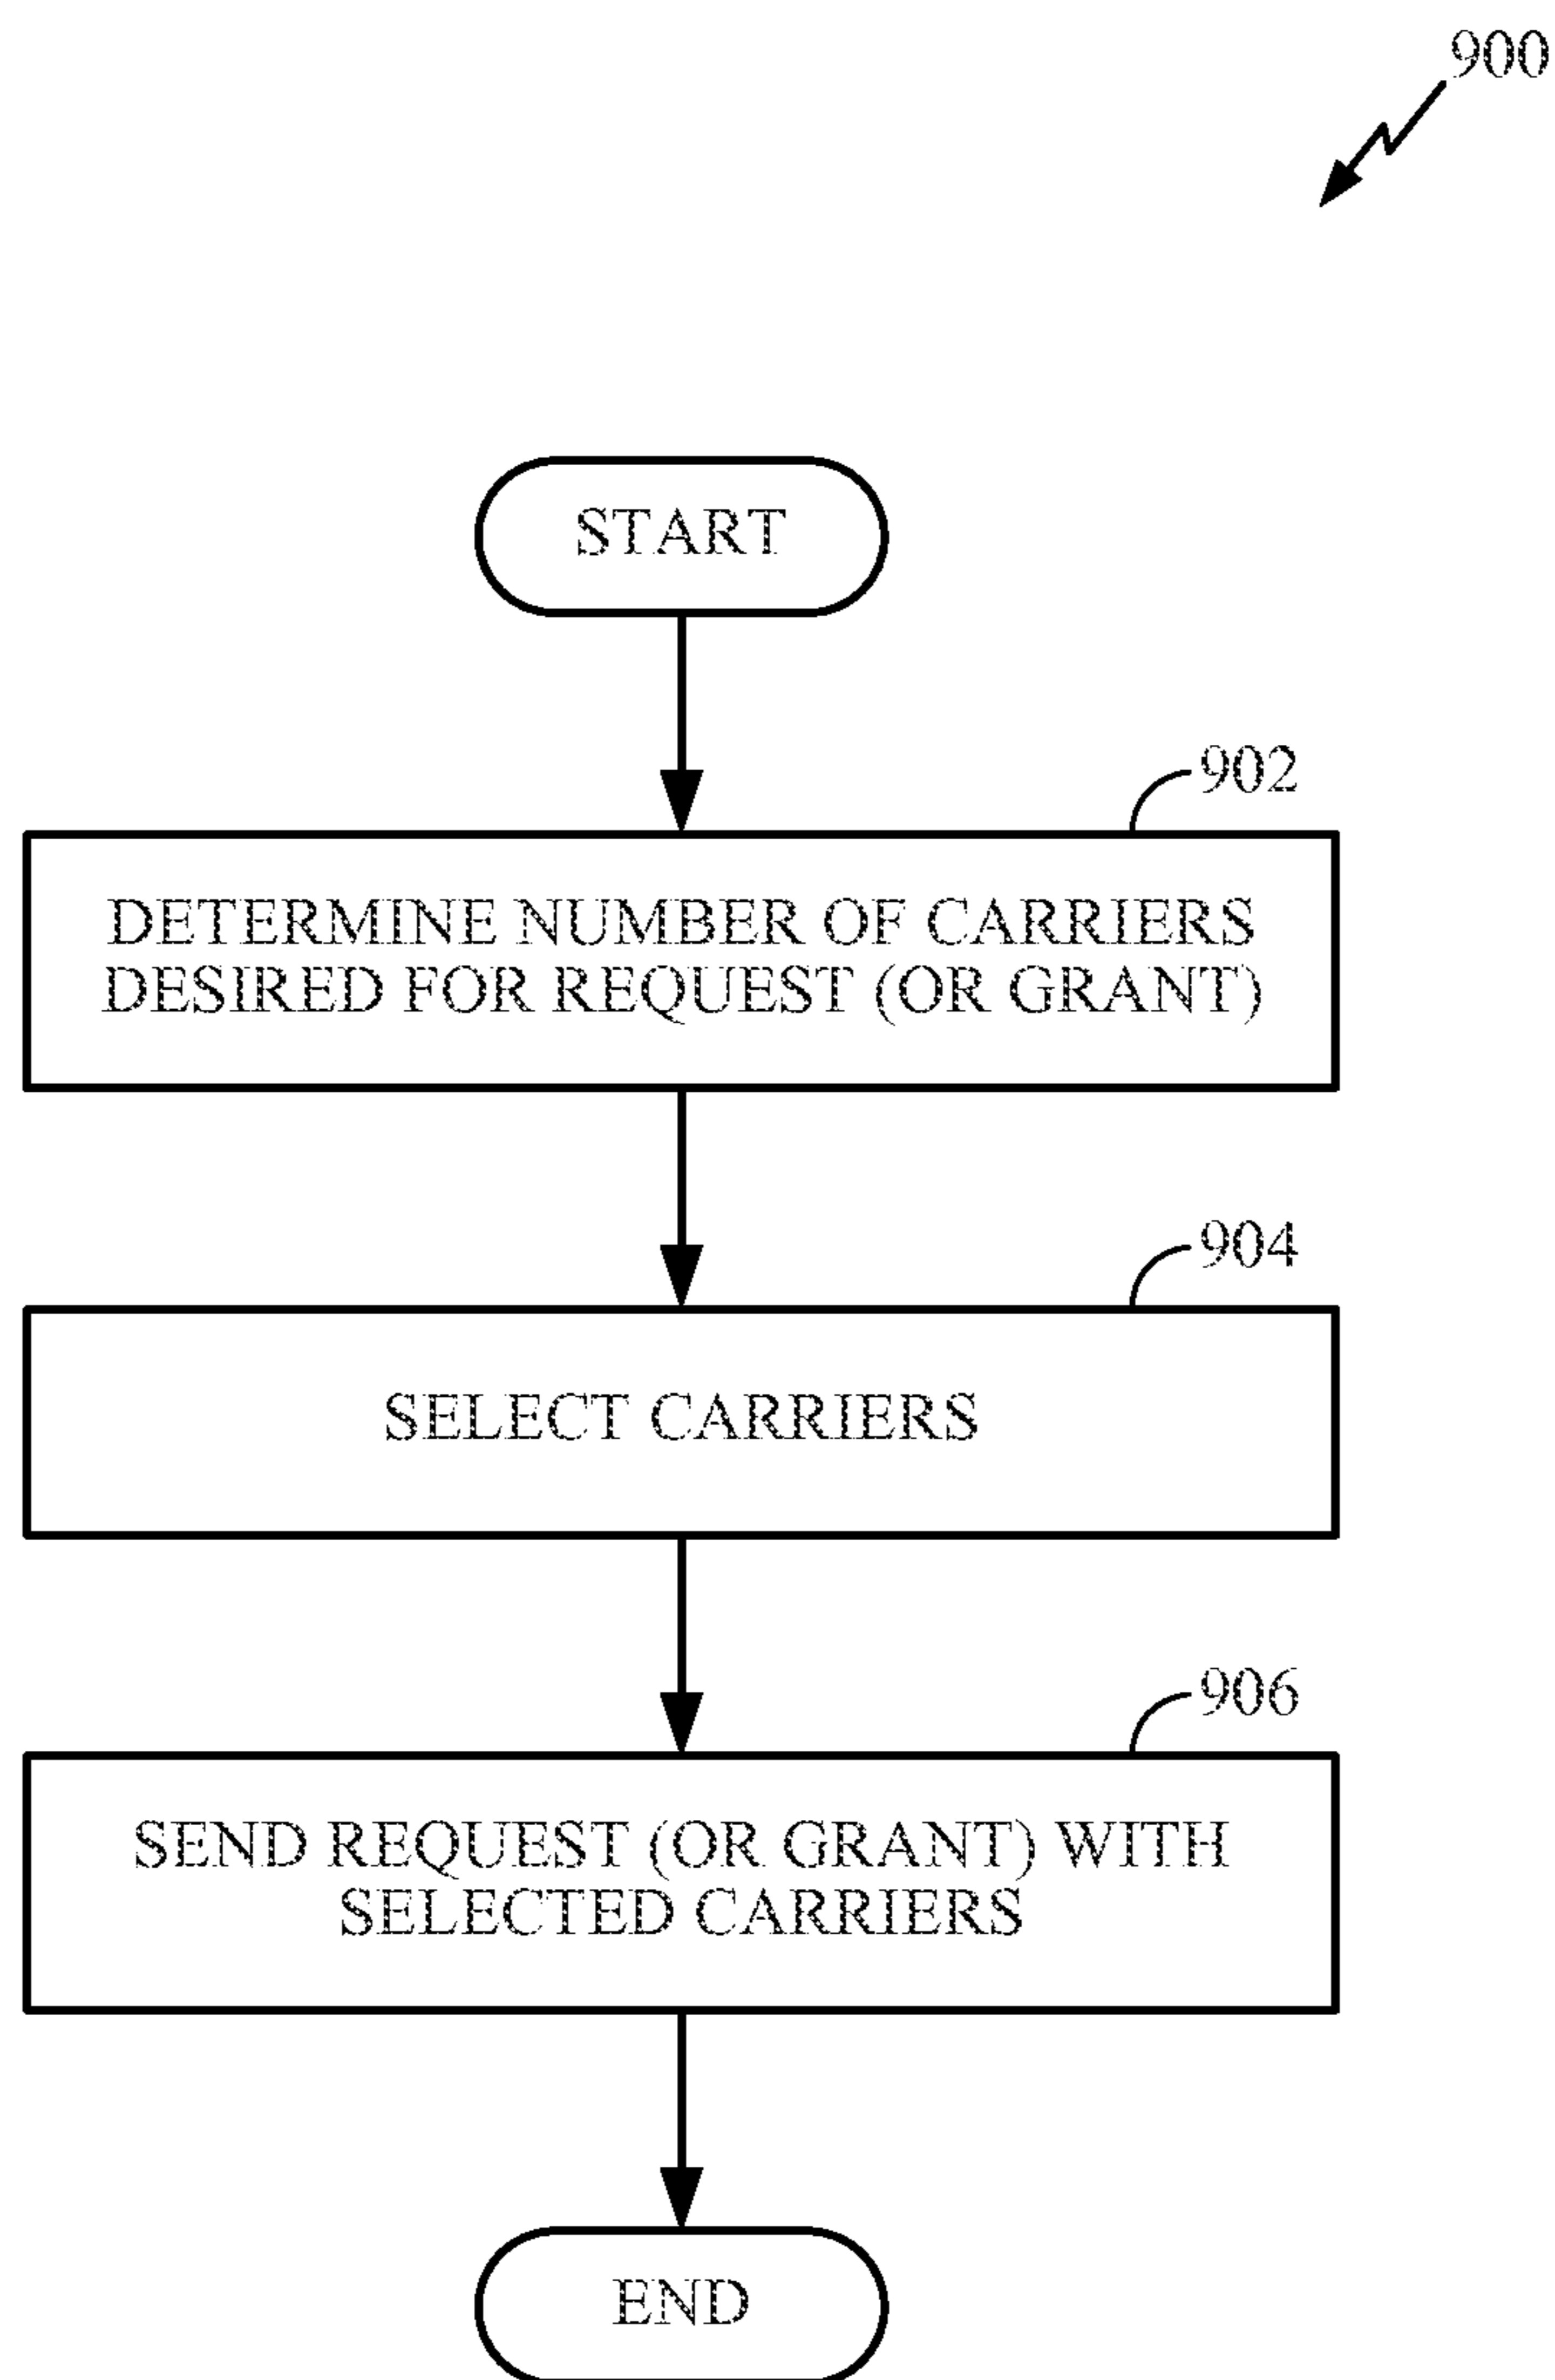 900
START
902
DETERMINE NUMBER OF CARRIERS
DESIRED FOR REQUEST (OR GRANT)
904
SELECT CARRIERS
906
SEND REQUEST (OR GRANT) WITH
SELECTED CARRIERS
END